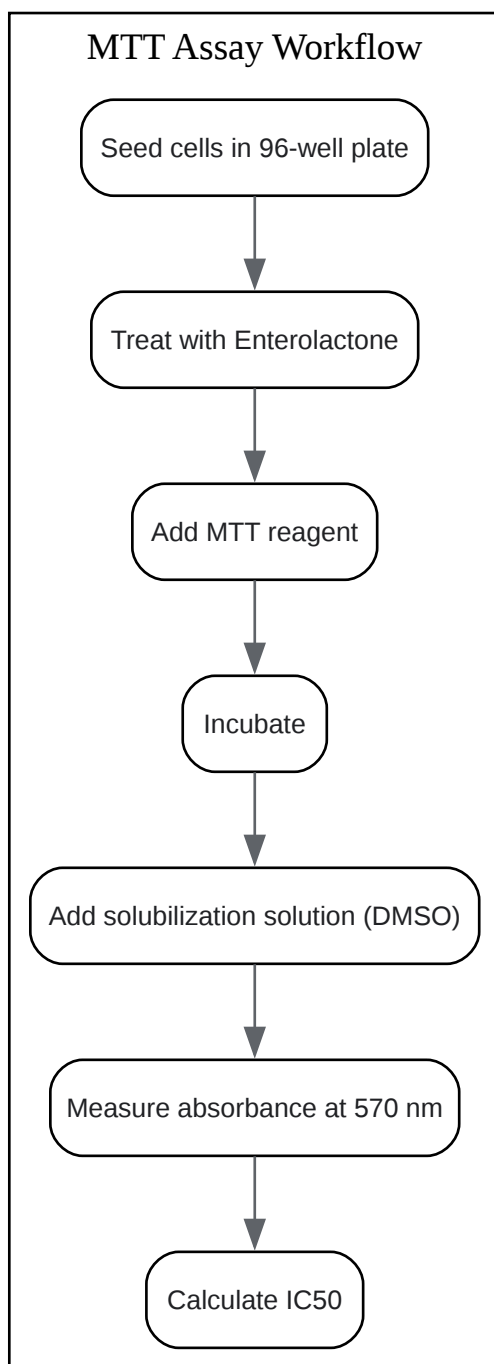 MTT Assay Workflow
Seed cells in 96-well plate
Treat with Enterolactone
Add MTT reagent
Incubate
Add solubilization solution (DMSO)
Measure absorbance at 570 nm
Calculate IC50